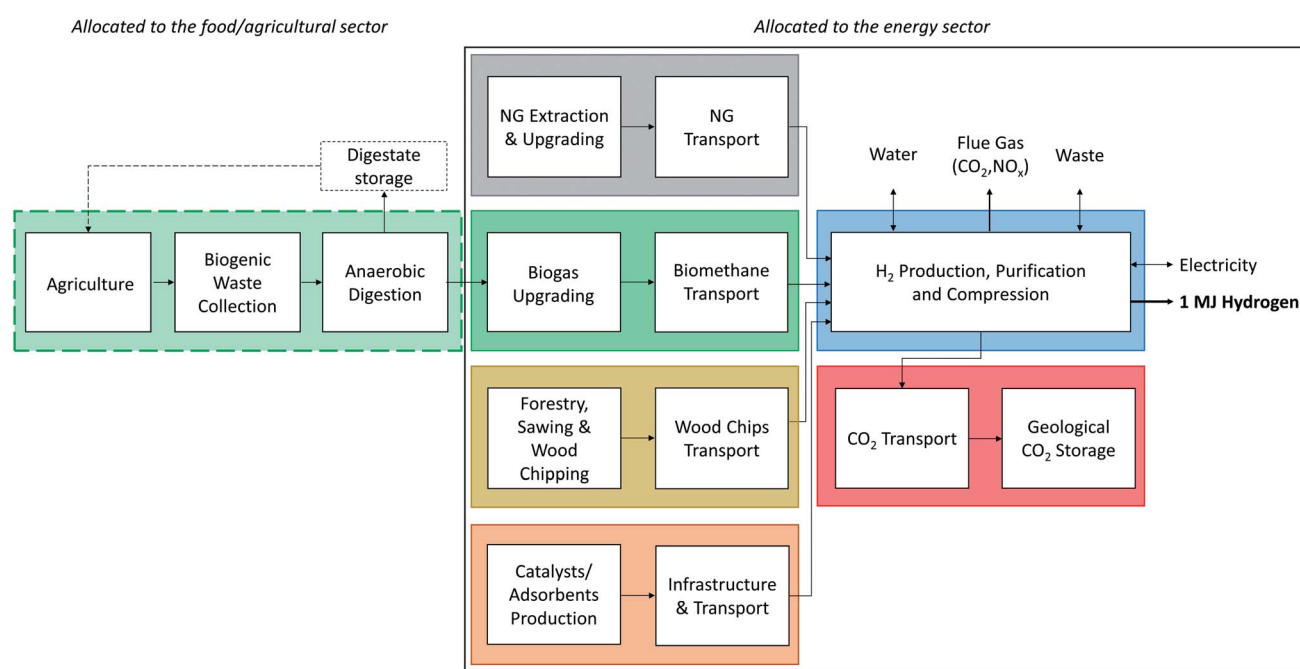 Allocated to the food/agricultural sector
Allocated to the energy sector
NG Extraction
& Upgrading
NG
Transport
Digestate
storage
Water
Flue Gas
(CO₂,NOₓ)
Waste
Agriculture
Biogenic
Waste
Collection
Anaerobic
Digestion
Biogas
Upgrading
Biomethane
Transport
H₂ Production, Purification
and Compression
Electricity
1 MJ Hydrogen
Forestry,
Sawing &
Wood
Chipping
Wood Chips
Transport
CO₂ Transport
Geological
CO₂ Storage
Catalysts/
Adsorbents
Production
Infrastructure
& Transport